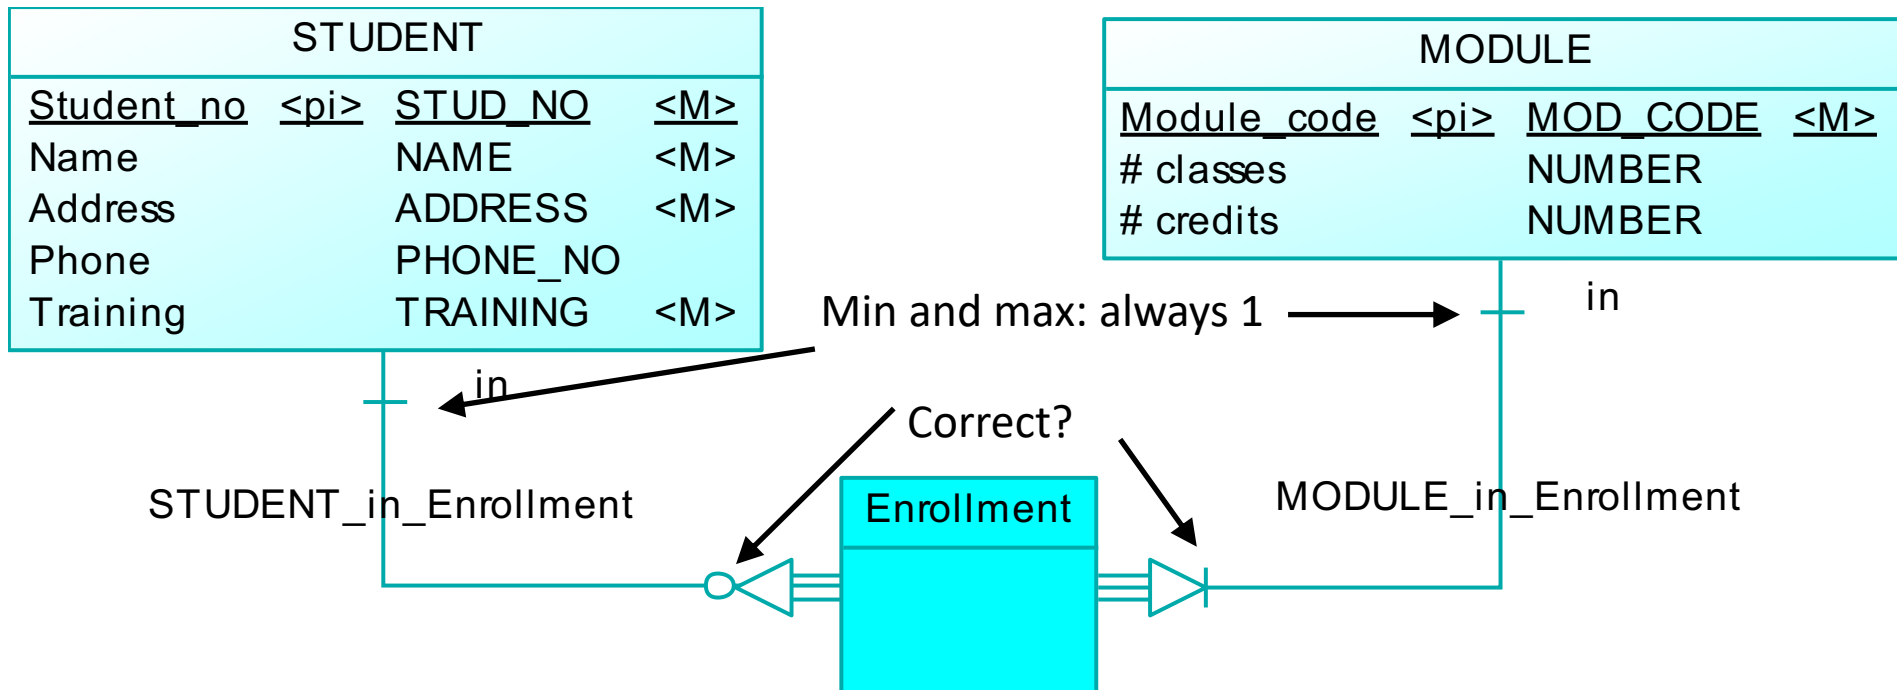 STUDENT
Student_no <pi> STUD_NO <M>
Name NAME <M>
Address ADDRESS <M>
Phone PHONE_NO
Training TRAINING <M>
MODULE
Module_code <pi> MOD_CODE <M>
# classes NUMBER
# credits NUMBER
Min and max: always 1
in
in
Correct?
STUDENT_in_Enrollment
Enrollment
MODULE_in_Enrollment